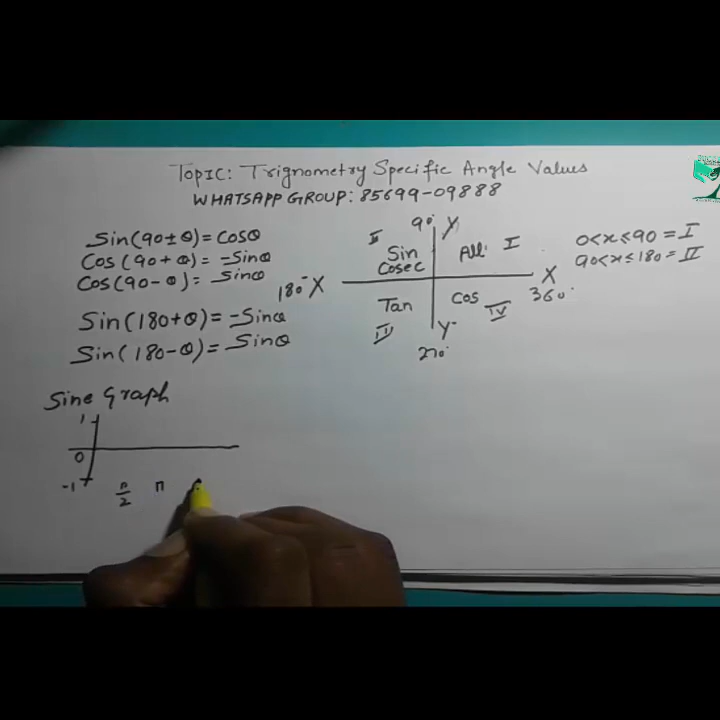 TOPIC: Trignometry Specific Angle Values
WHATSAPP GROUP: 85699-09888
Sin(90±θ)=Cosθ
Cos(90+θ)=-Sinθ
Cos(90-θ)= Sinθ
Sin(180+θ)=-Sinθ
Sin(180-θ)= Sinθ
90° Y
II Sin Cosec
All I
180° X
X 360°
Tan III
Cos IV
Y-
270°
0<x≤90 = I
90<x≤180 = II
Sine Graph
1
0
-1
π/2 π